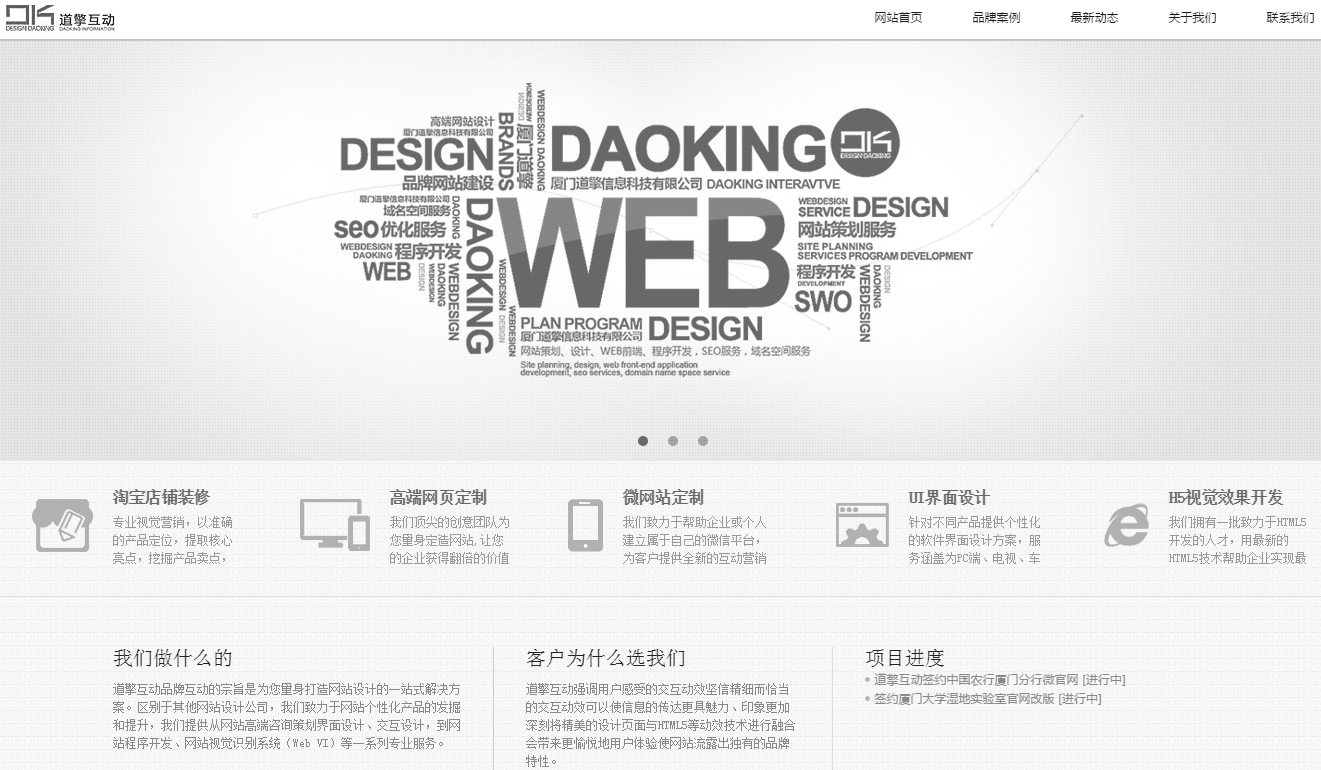 道擎互动
DESIGN DAOKING DAOKING INFORMATION
网站首页 品牌案例 最新动态 关于我们 联系我们
高端网站设计
厦门道擎信息科技有限公司
DESIGN
品牌网站建设
BRANDS
厦门道擎
WEBDESIGN DAOKING
DAOKING
DESIGN DAOKING
厦门道擎信息科技有限公司 DAOKING INTERAVTVE
厦门道擎信息科技有限公司
域名空间服务
seo优化服务
WEBDESIGN
DAOKING
程序开发
WEB
DESIGN
WEBDESIGN
DAOKING
WEBDESIGN
DAOKING
DAOKING
WEB
WEBDESIGN
DESIGN
WEBDESIGN
WEBDESIGN
SERVICE DESIGN
网站策划服务
SITE PLANNING
SERVICES PROGRAM DEVELOPMENT
程序开发
DEVELOPMENT
SWO
WEBDESIGN
DAOKING
DESIGN
PLAN PROGRAM DESIGN
厦门道擎信息科技有限公司
网站策划、设计、WEB前端、程序开发，SEO服务，域名空间服务
Site planning, design, web front-end application
development, seo services, domain name space service
淘宝店铺装修
专业视觉营销，以准确
的产品定位，提取核心
亮点，挖掘产品卖点，
高端网页定制
我们顶尖的创意团队为
您量身定造网站, 让您
的企业获得翻倍的价值
微网站定制
我们致力于帮助企业或个人
建立属于自己的微信平台，
为客户提供全新的互动营销
UI界面设计
针对不同产品提供个性化
的软件界面设计方案，服
务涵盖为PC端、电视、车
H5视觉效果开发
我们拥有一批致力于HTML5
开发的人才，用最新的
HTML5技术帮助企业实现最
我们做什么的
道擎互动品牌互动的宗旨是为您量身打造网站设计的一站式解决方
案。区别于其他网站设计公司，我们致力于网站个性化产品的发掘
和提升，我们提供从网站高端咨询策划界面设计、交互设计，到网
站程序开发、网站视觉识别系统（Web VI）等一系列专业服务。
客户为什么选我们
道擎互动强调用户感受的交互动效坚信精细而恰当
的交互动效可以使信息的传达更具魅力、印象更加
深刻将精美的设计页面与HTML5等动效技术进行融合
会带来更愉悦地用户体验使网站流露出独有的品牌
特性。
项目进度
道擎互动签约中国农行厦门分行微官网 [进行中]
签约厦门大学湿地实验室官网改版 [进行中]